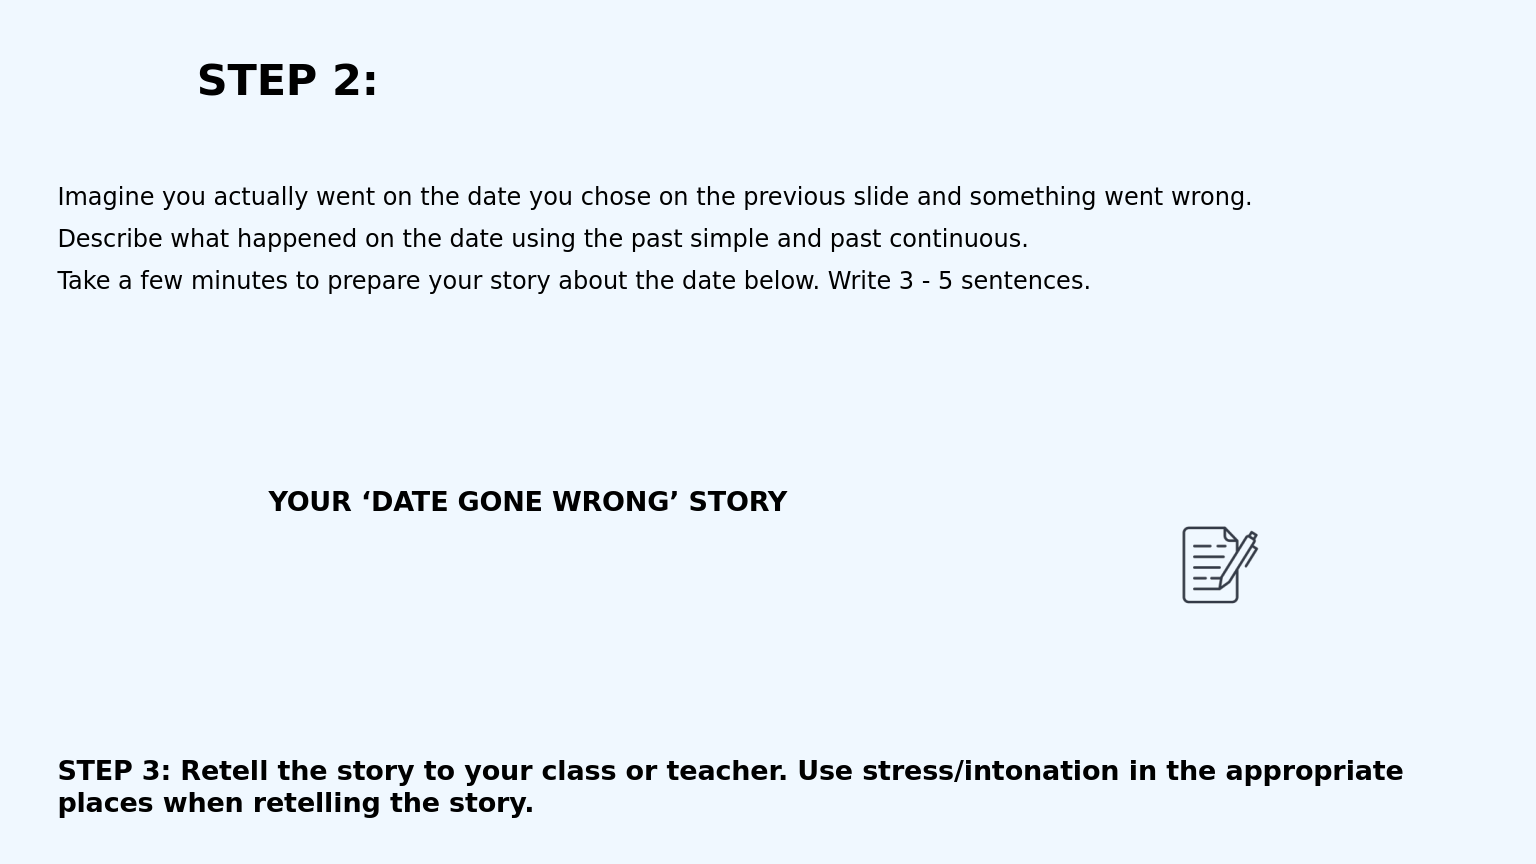 STEP 2:
Imagine you actually went on the date you chose on the previous slide and something went wrong.
Describe what happened on the date using the past simple and past continuous.
Take a few minutes to prepare your story about the date below. Write 3 - 5 sentences.
YOUR ‘DATE GONE WRONG’ STORY
STEP 3: Retell the story to your class or teacher. Use stress/intonation in the appropriate
places when retelling the story.